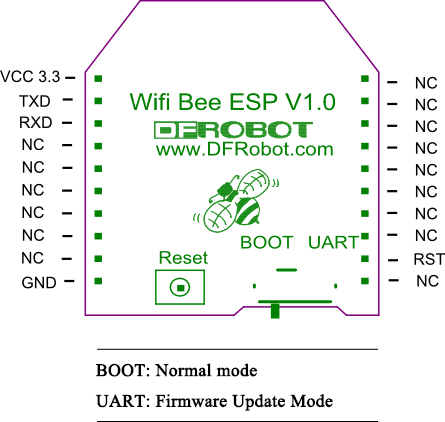 VCC 3.3
TXD
RXD
NC
NC
NC
NC
NC
NC
GND
Wifi Bee ESP V1.0
DFROBOT
www.DFRobot.com
BOOT UART
Reset
NC
NC
NC
NC
NC
NC
NC
NC
RST
NC
BOOT: Normal mode
UART: Firmware Update Mode